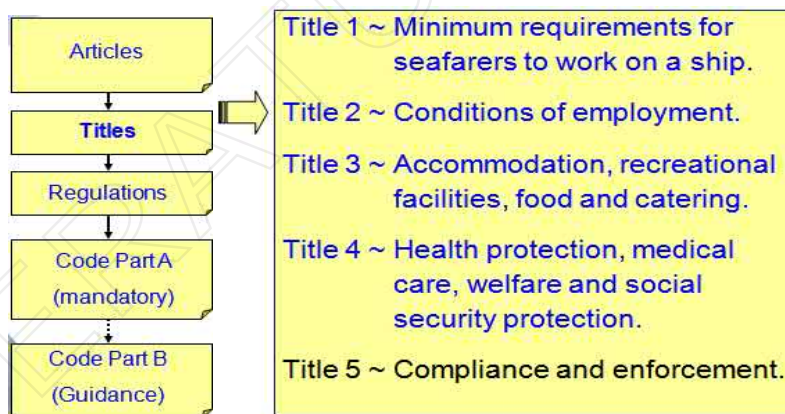 Articles
Titles
Regulations
Code Part A
(mandatory)
Code Part B
(Guidance)
Title 1 ~ Minimum requirements for
seafarers to work on a ship.
Title 2 ~ Conditions of employment.
Title 3 ~ Accommodation, recreational
facilities, food and catering.
Title 4 ~ Health protection, medical
care, welfare and social
security protection.
Title 5 ~ Compliance and enforcement.